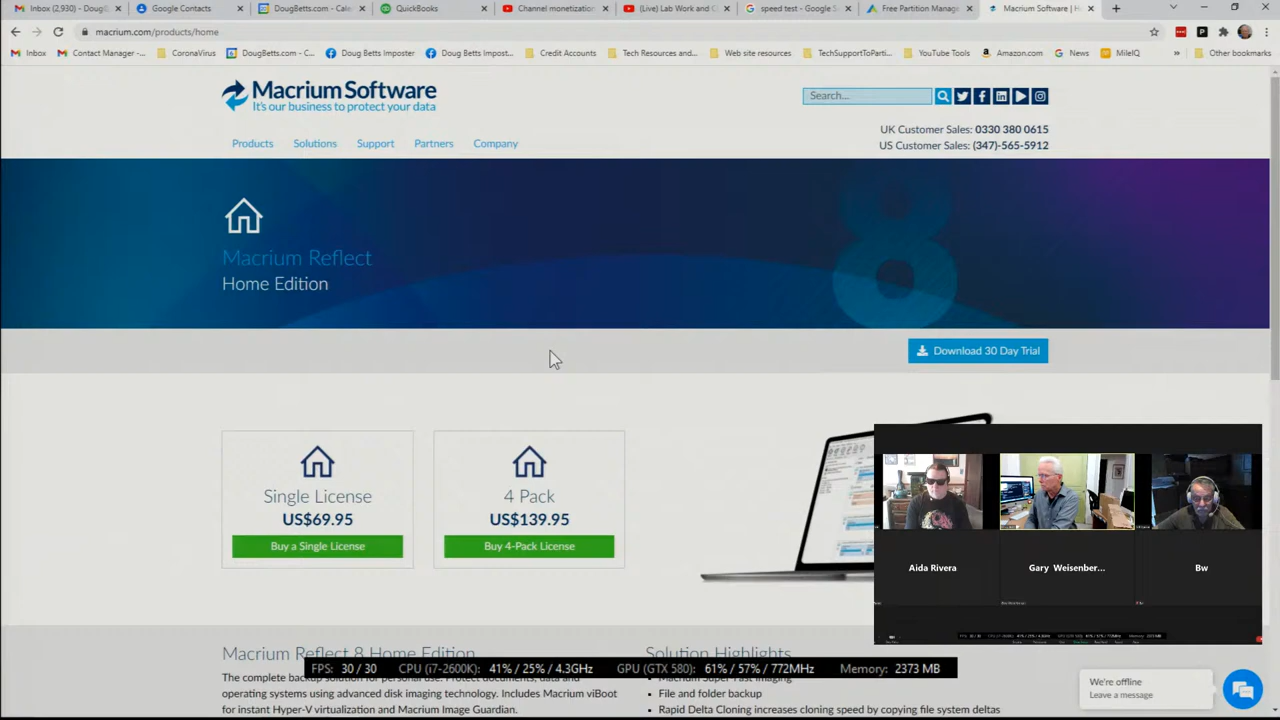 Inbox (2,930) - DougB
Google Contacts
DougBetts.com - Cale
QuickBooks
Channel monetization
(Live) Lab Work and
speed test - Google S
Free Partition Manage
Macrium Software | H
macrium.com/products/home
Inbox
Contact Manager -...
CoronaVirus
DougBetts.com - C...
Doug Betts Imposter
Doug Betts Impost...
Credit Accounts
Tech Resources and...
Web site resources
TechSupportToParti...
YouTube Tools
Amazon.com
News
MileIQ
»
Other bookmarks
Macrium Software
It's our business to protect your data
Search...
UK Customer Sales: 0330 380 0615
US Customer Sales: (347)-565-5912
Products
Solutions
Support
Partners
Company
8
Macrium Reflect
Home Edition
Download 30 Day Trial
Single License
US$69.95
Buy a Single License
4 Pack
US$139.95
Buy 4-Pack License
Aida Rivera
Gary Weisenber...
Bw
Macrium Reflect 8 Home Edition
Solution Highlights
FPS: 30 / 30 CPU (i7-2600K): 41% / 25% / 4.3GHz GPU (GTX 580): 61% / 57% / 772MHz Memory: 2373 MB
The complete backup solution for personal use. Protect documents, data and
operating systems using advanced disk imaging technology. Includes Macrium viBoot
for instant Hyper-V virtualization and Macrium Image Guardian.
• Macrium Super-Fast Imaging
• File and folder backup
• Rapid Delta Cloning increases cloning speed by copying file system deltas
We're offline
Leave a message